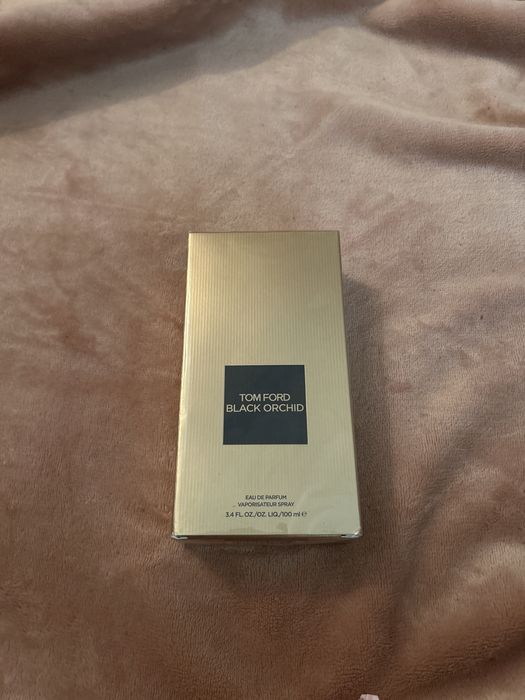 TOM FORD
BLACK ORCHID
EAU DE PARFUM
VAPORISATEUR SPRAY
3.4 FL. OZ./OZ. LIQ./100 ml ℮